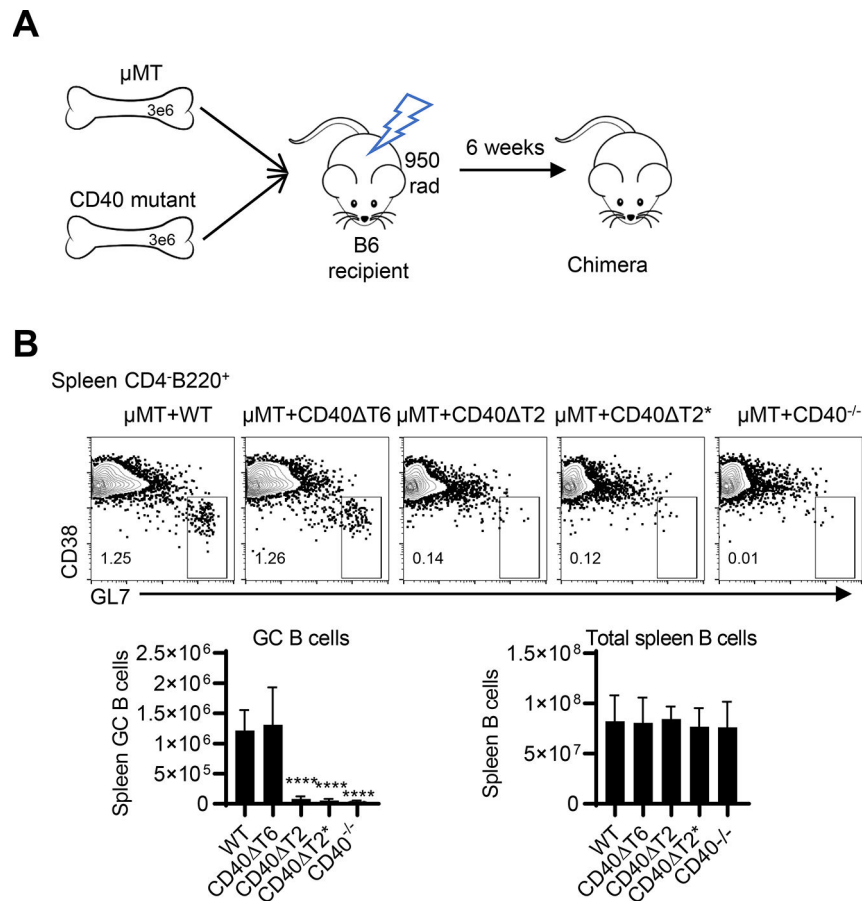 A
μMT
3e6
CD40 mutant
3e6
950
rad
B6
recipient
6 weeks
Chimera
B
Spleen CD4⁻B220⁺
μMT+WT
μMT+CD40ΔT6
μMT+CD40ΔT2
μMT+CD40ΔT2*
μMT+CD40⁻/⁻
CD38
1.25
1.26
0.14
0.12
0.01
GL7
GC B cells
Spleen GC B cells
2.5×10⁶
2×10⁶
1.5×10⁶
1×10⁶
5×10⁵
0
****
****
****
WT
CD40ΔT6
CD40ΔT2
CD40ΔT2*
CD40⁻/⁻
Total spleen B cells
Spleen B cells
1.5×10⁸
1×10⁸
5×10⁷
0
WT
CD40ΔT6
CD40ΔT2
CD40ΔT2*
CD40-/-